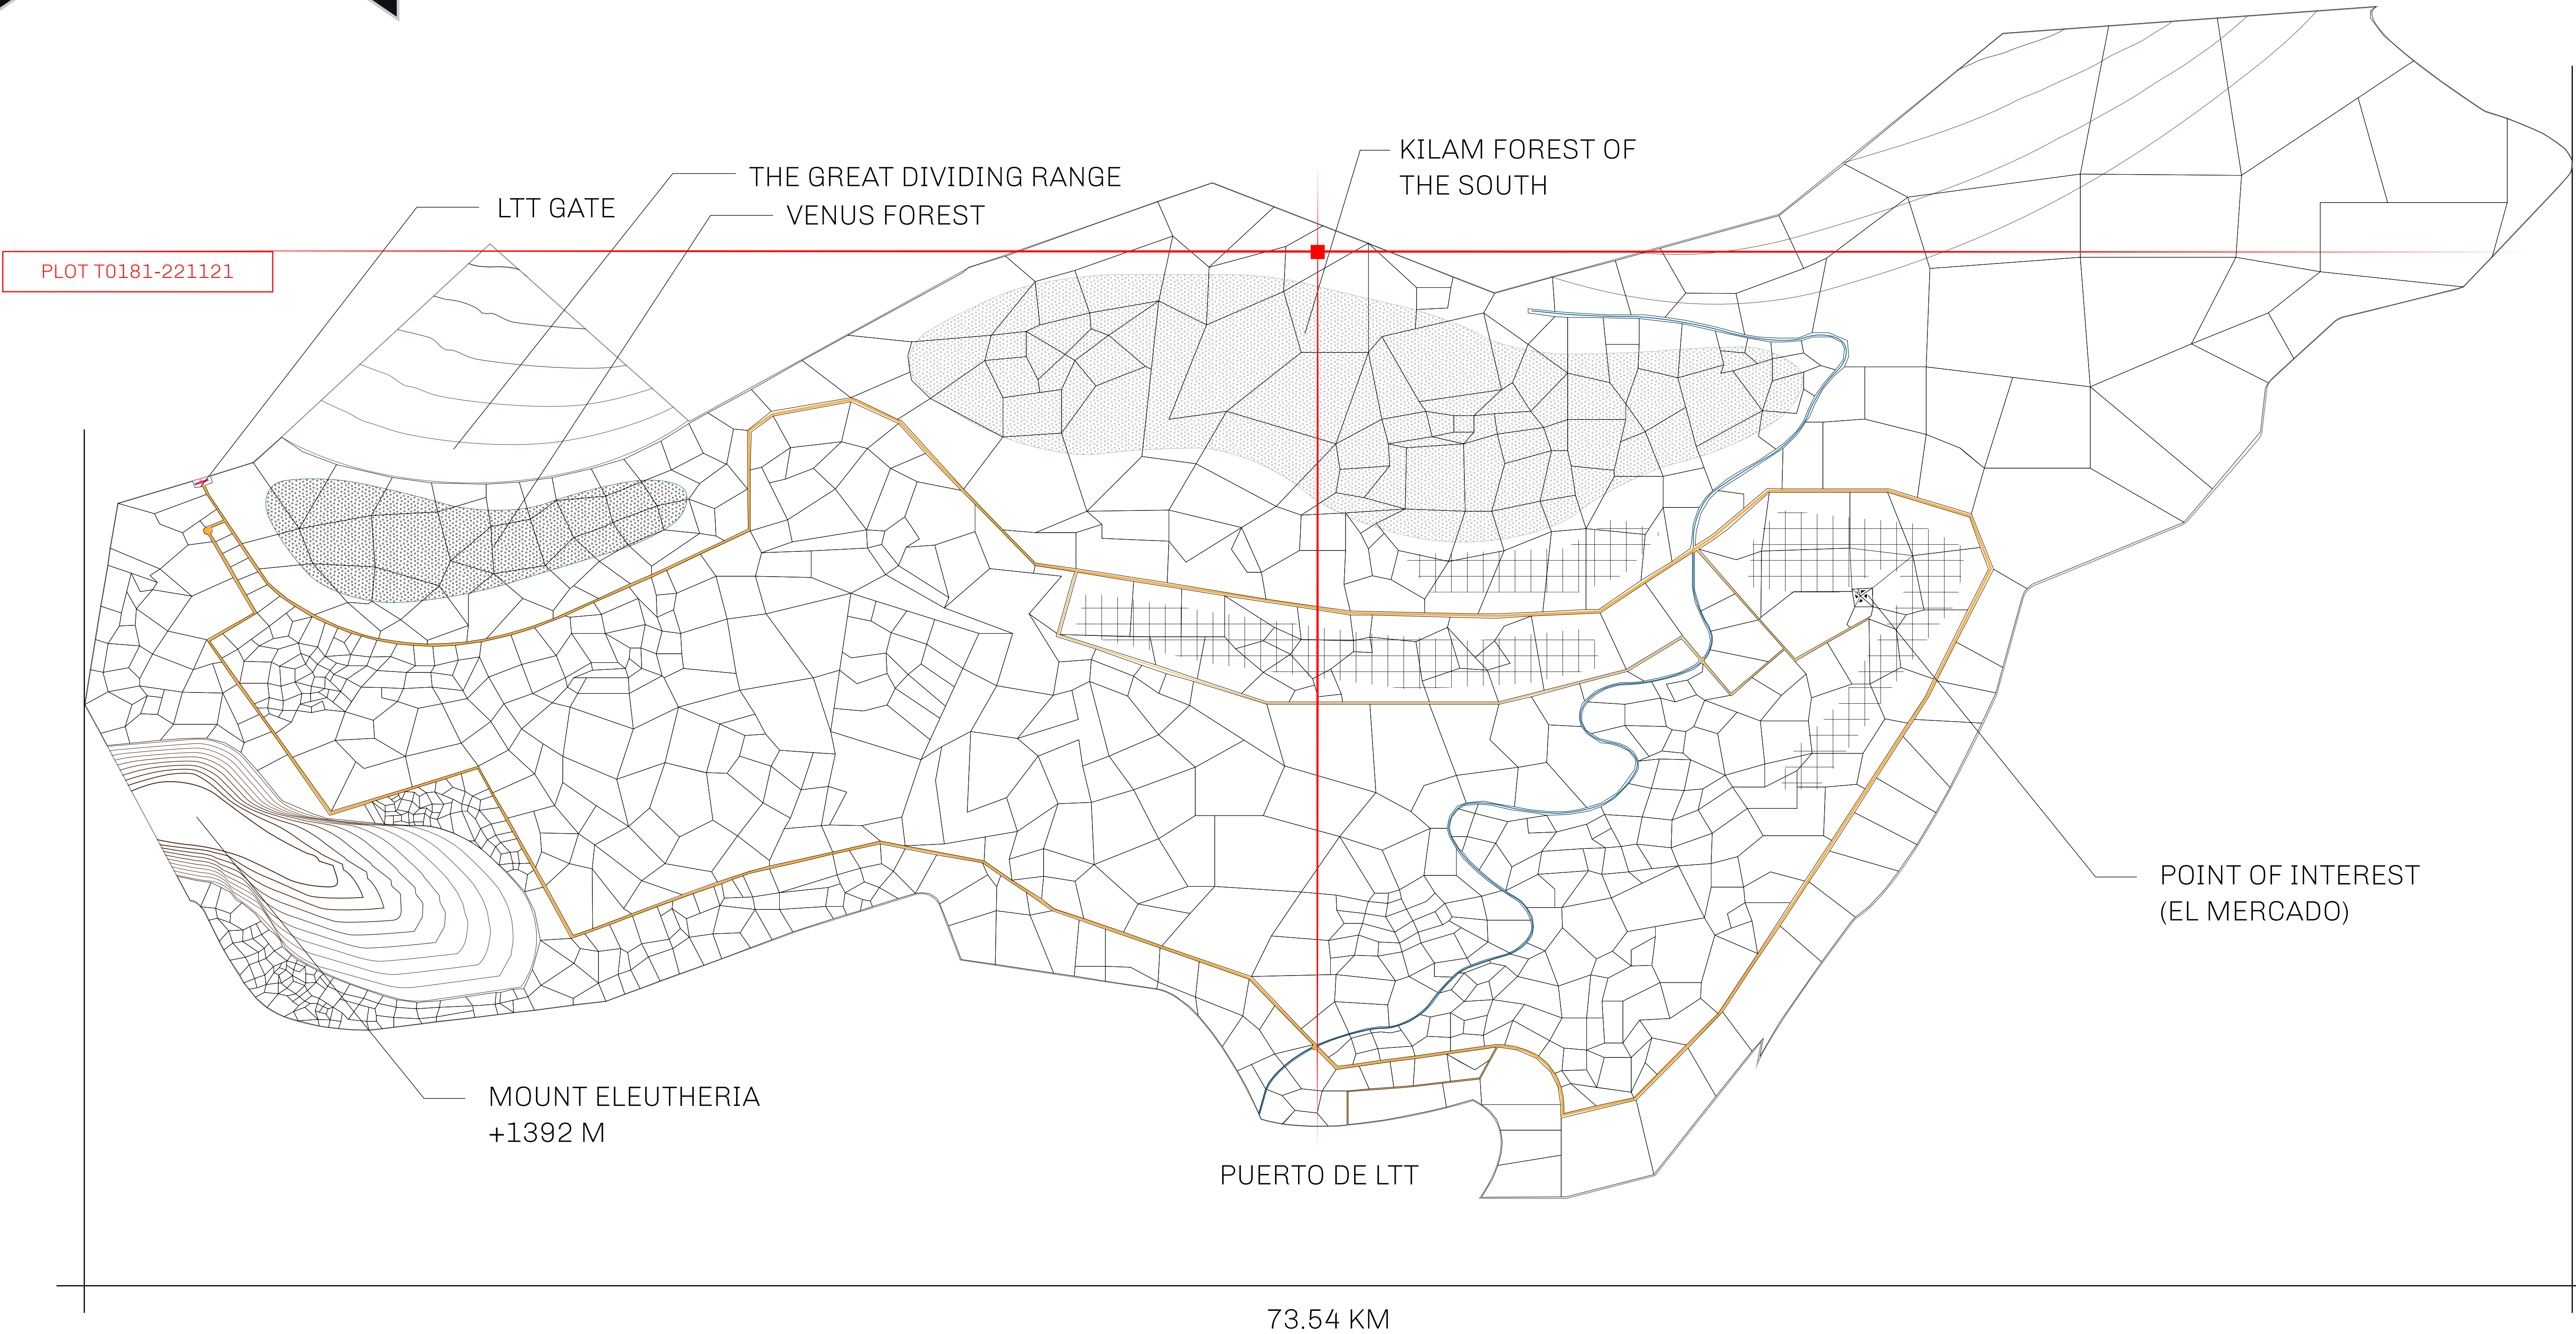 KILAM FOREST OF
THE SOUTH
THE GREAT DIVIDING RANGE
LTT GATE
VENUS FOREST
PLOT T0181-221121
POINT OF INTEREST
(EL MERCADO)
MOUNT ELEUTHERIA
+1392 M
PUERTO DE LTT
73.54 KM